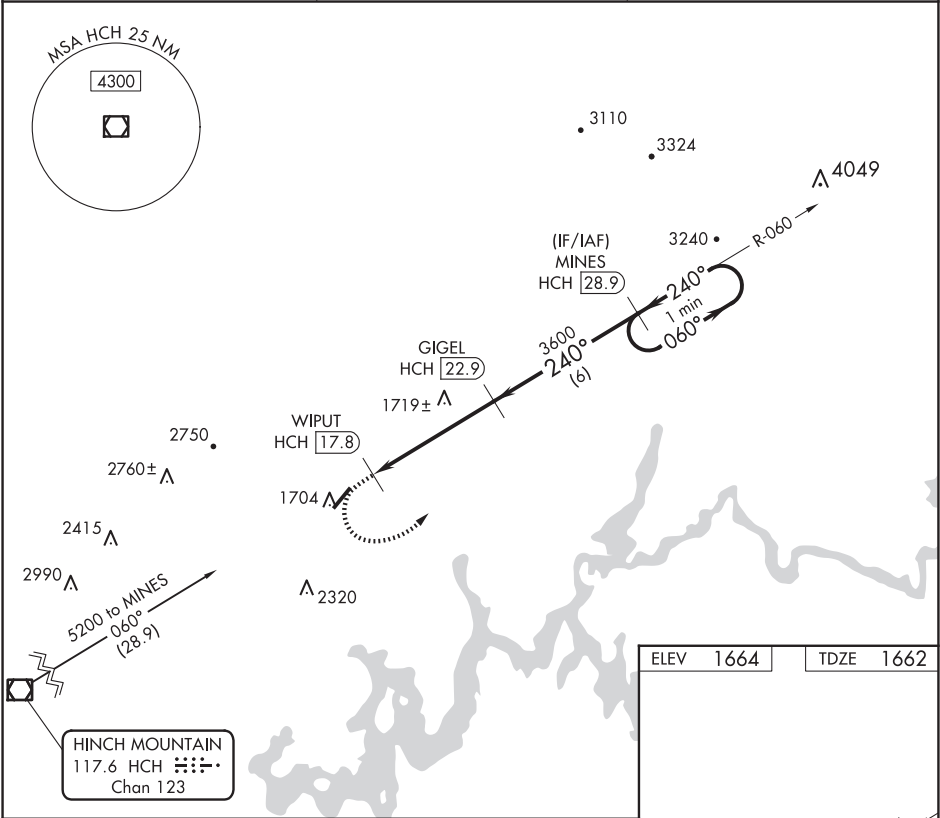 MSA HCH 25 NM
4300
3110
3324
4049
3240
R-060
(IF/IAF)
MINES
HCH 28.9
240°
1 min
060°
3600
240°
(6)
GIGEL
HCH 22.9
1719±
WIPUT
HCH 17.8
2750
2760±
1704
2415
2990
2320
5200 to MINES
060°
(28.9)
HINCH MOUNTAIN
117.6 HCH
Chan 123
ELEV 1664
TDZE 1662